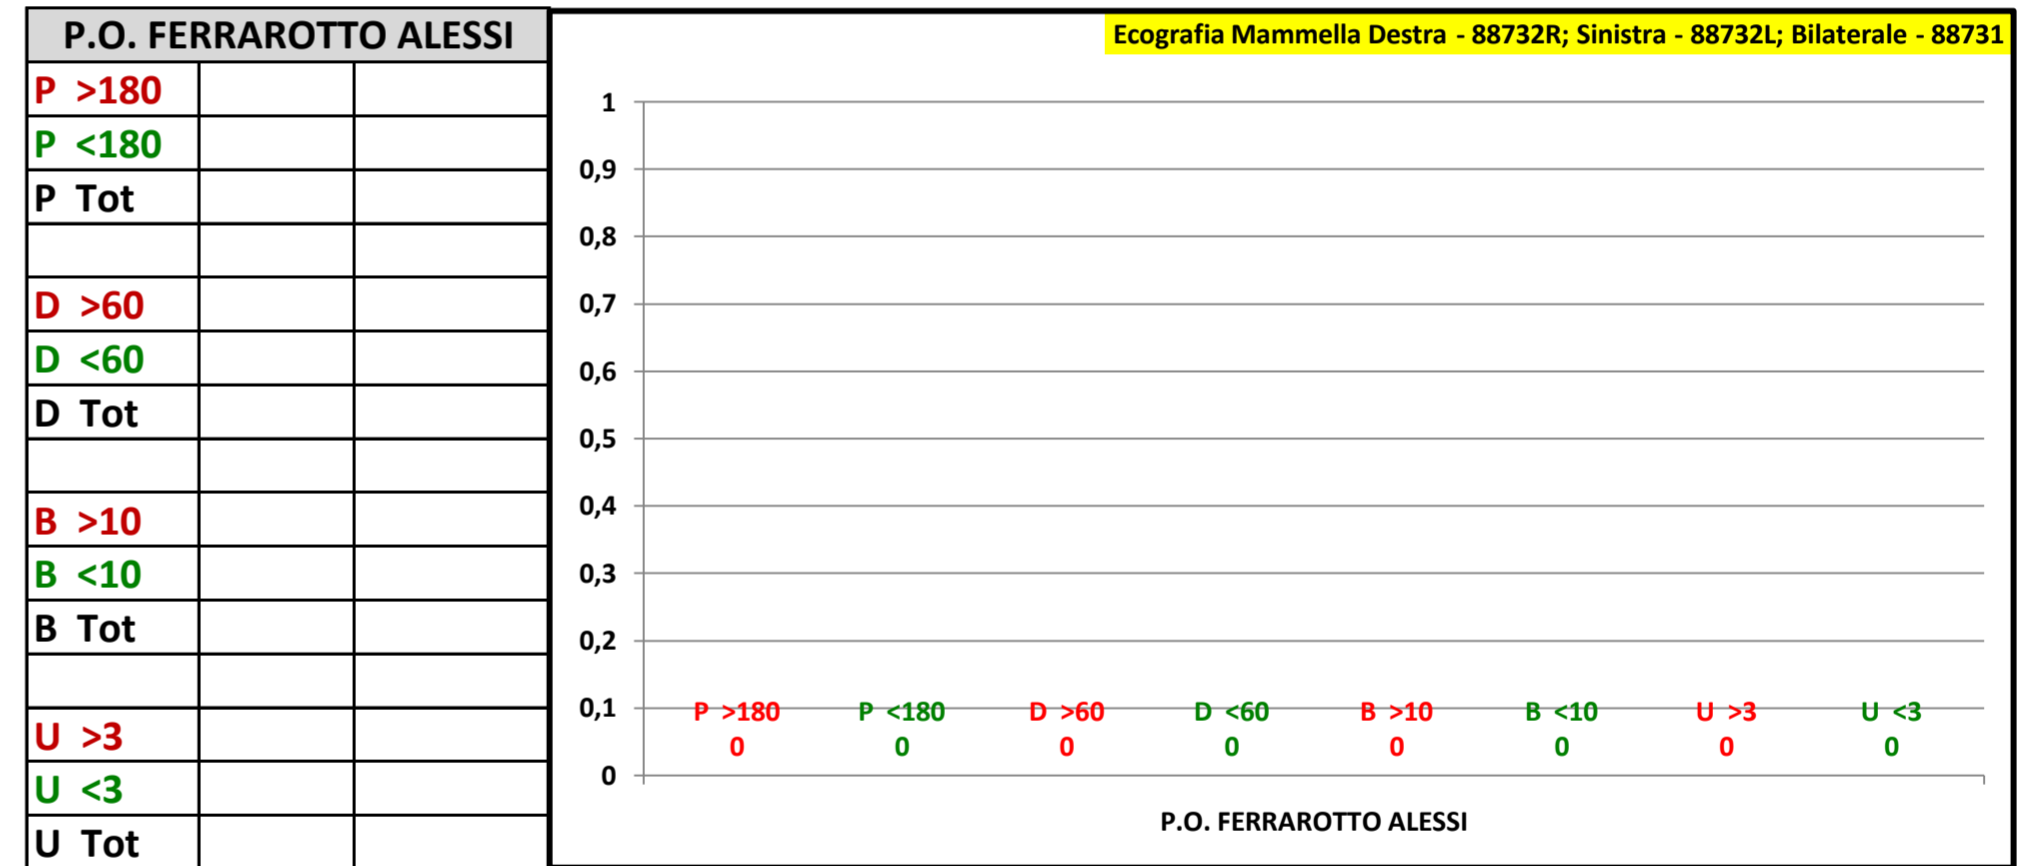 P.O. FERRAROTTO ALESSI
P >180
P <180
P Tot
D >60
D <60
D Tot
B >10
B <10
B Tot
U >3
U <3
U Tot
Ecografia Mammella Destra - 88732R; Sinistra - 88732L; Bilaterale - 88731
1
0,9
0,8
0,7
0,6
0,5
0,4
0,3
0,2
0,1
0
P >180 P <180 D >60 D <60 B >10 B <10 U >3 U <3
0 0 0 0 0 0 0 0
P.O. FERRAROTTO ALESSI